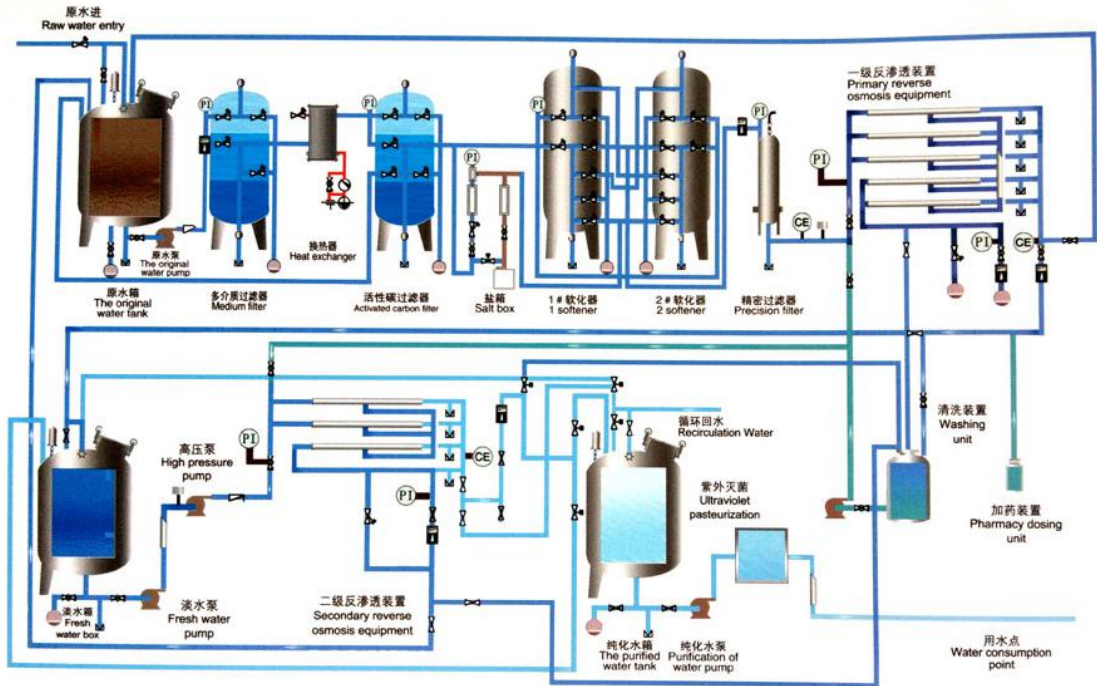 原水进
Raw water entry
一级反渗透装置
Primary reverse
osmosis equipment
PI
PI
PI
PI
PI
PI
CE
PI
CE
原水泵
The original
water pump
换热器
Heat exchanger
原水箱
The original
water tank
多介质过滤器
Medium filter
活性碳过滤器
Activated carbon filter
盐箱
Salt box
1#软化器
1 softener
2#软化器
2 softener
精密过滤器
Precision filter
循环回水
Recirculation Water
清洗装置
Washing
unit
高压泵
High pressure
pump
PI
CE
PI
紫外灭菌
Ultraviolet
pasteurization
加药装置
Pharmacy dosing
unit
淡水箱
Fresh
water box
淡水泵
Fresh water
pump
二级反渗透装置
Secondary reverse
osmosis equipment
纯化水箱
The purified
water tank
纯化水泵
Purification of
water pump
用水点
Water consumption
point